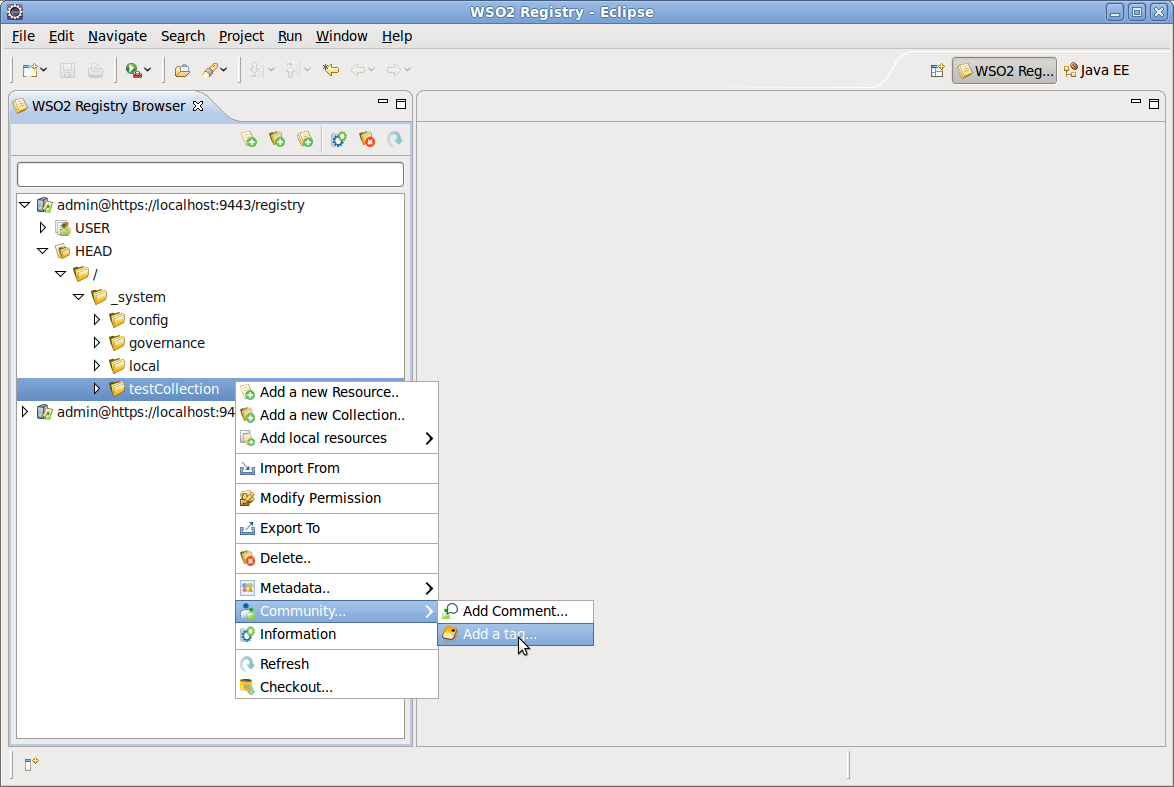 WSO2 Registry - Eclipse
File Edit Navigate Search Project Run Window Help
WSO2 Reg... Java EE
WSO2 Registry Browser
admin@https://localhost:9443/registry
USER
HEAD
/
_system
config
governance
local
testCollection
admin@https://localhost:94
Add a new Resource..
Add a new Collection..
Add local resources
Import From
Modify Permission
Export To
Delete..
Metadata..
Community...
Add Comment...
Add a tag...
Information
Refresh
Checkout...